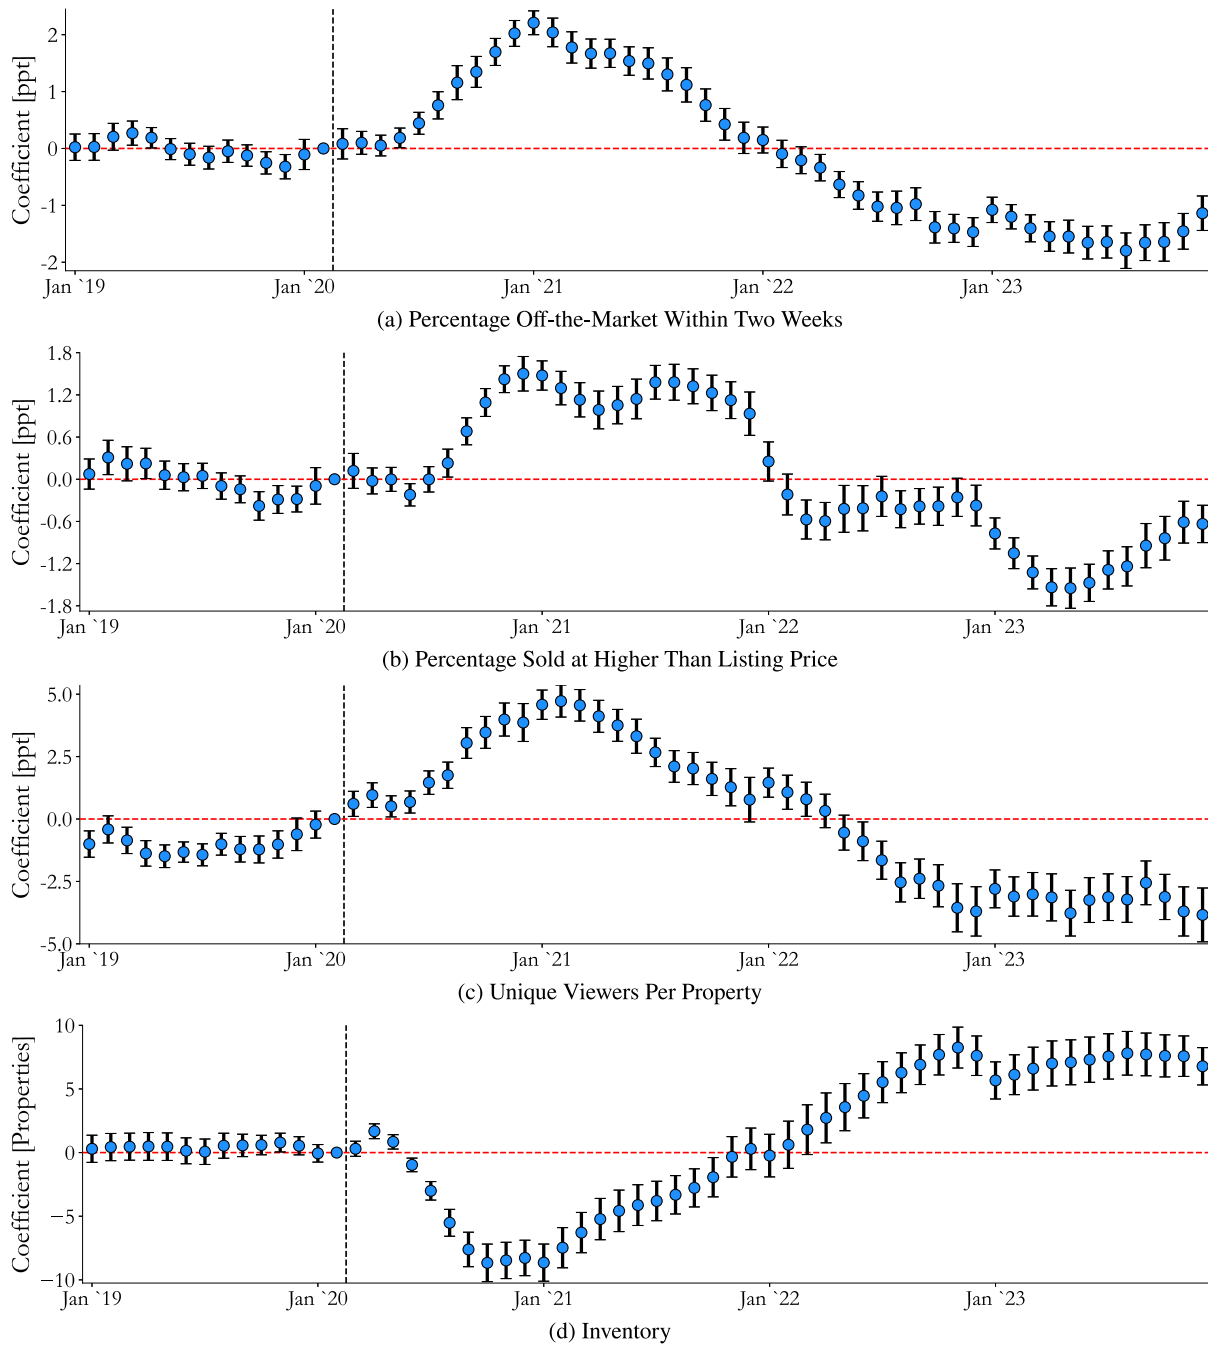 Coefficient [ppt]
2
1
0
-1
-2
Jan `19
Jan `20
Jan `21
Jan `22
Jan `23
(a) Percentage Off-the-Market Within Two Weeks
Coefficient [ppt]
1.8
1.2
0.6
0.0
-0.6
-1.2
-1.8
Jan `19
Jan `20
Jan `21
Jan `22
Jan `23
(b) Percentage Sold at Higher Than Listing Price
Coefficient [ppt]
5.0
2.5
0.0
-2.5
-5.0
Jan `19
Jan `20
Jan `21
Jan `22
Jan `23
(c) Unique Viewers Per Property
Coefficient [Properties]
10
5
0
−5
−10
Jan `19
Jan `20
Jan `21
Jan `22
Jan `23
(d) Inventory